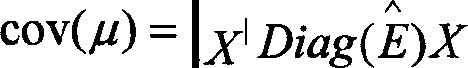 cov(μ) = |X^| Diag(Ê)X